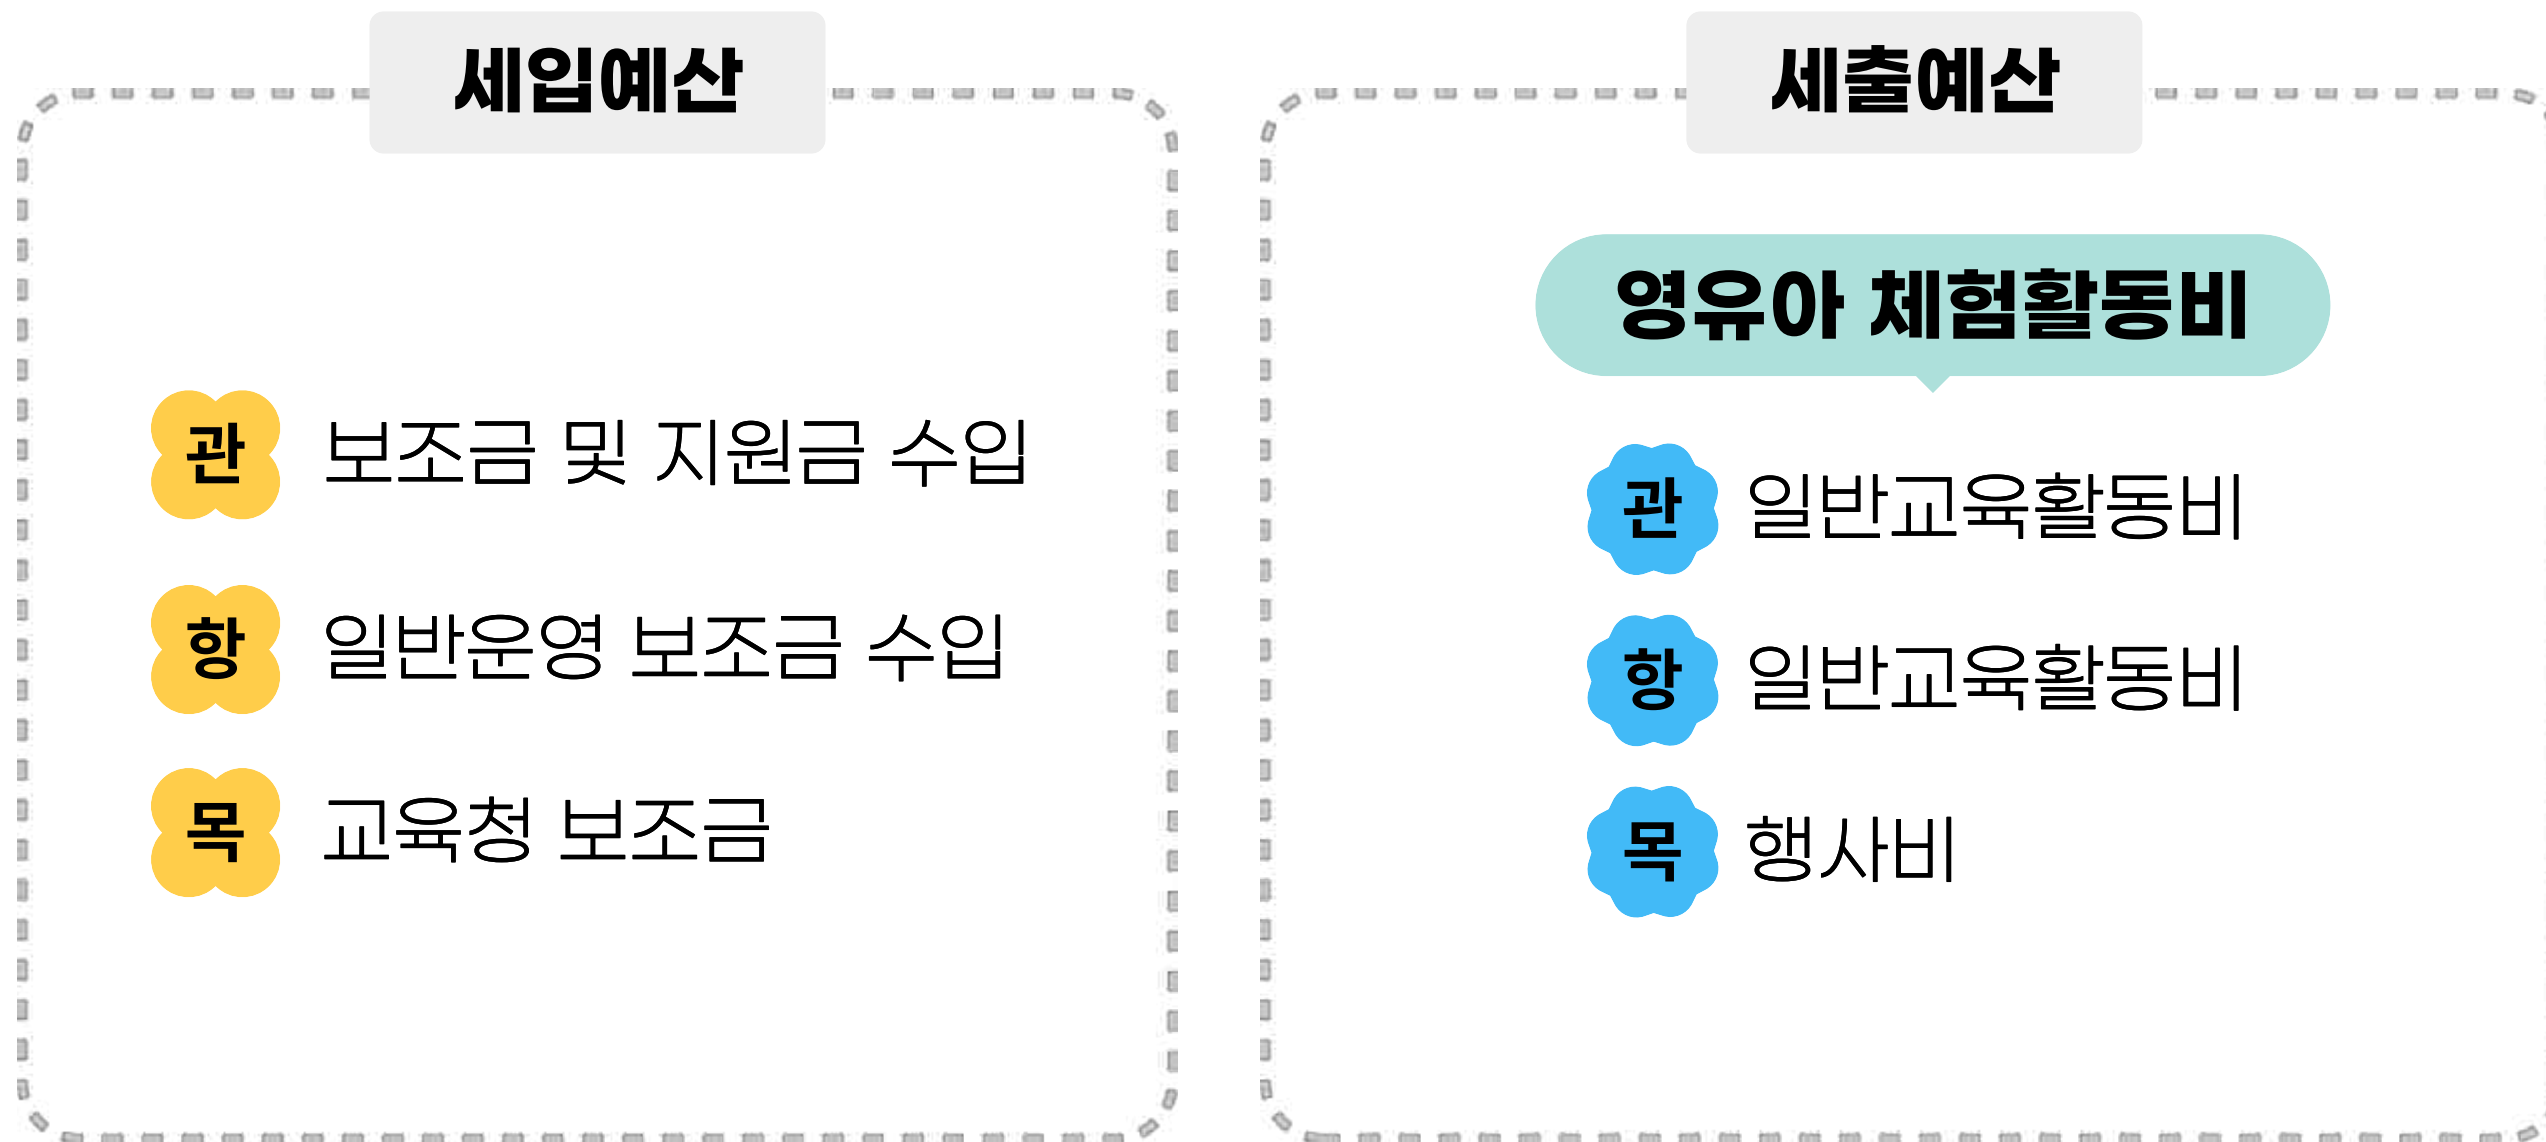 세입예산
관 보조금 및 지원금 수입
항 일반운영 보조금 수입
목 교육청 보조금
세출예산
영유아 체험활동비
관 일반교육활동비
항 일반교육활동비
목 행사비